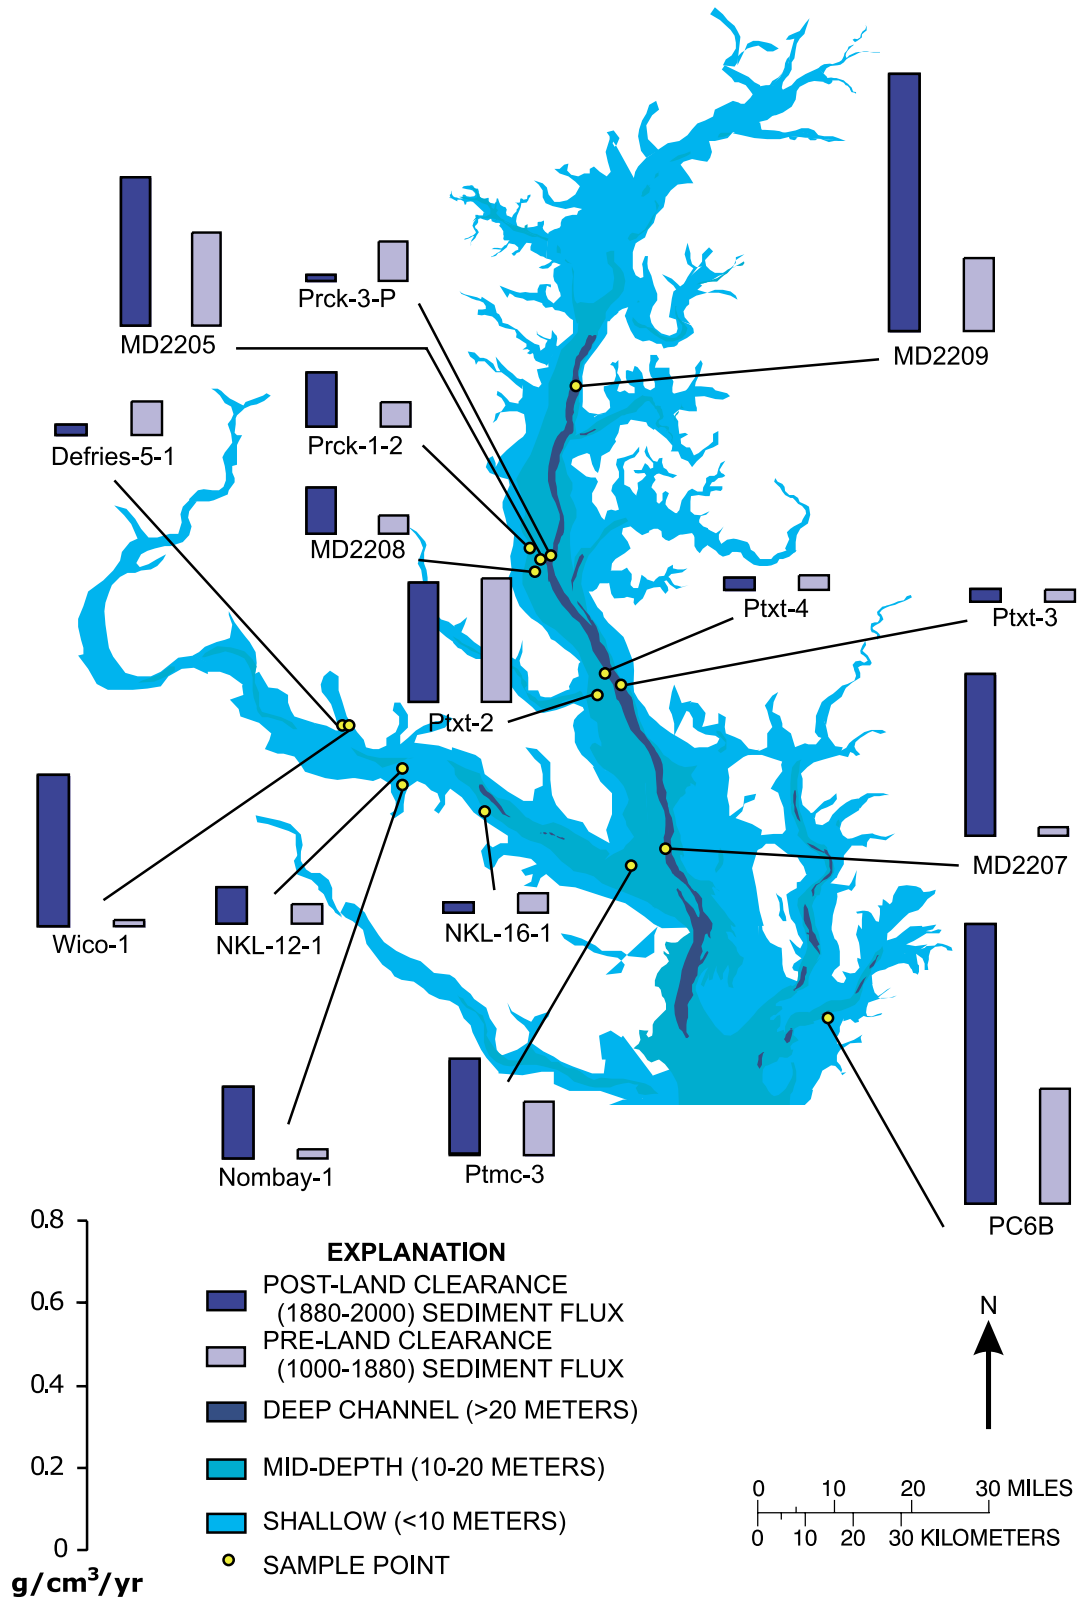 Prck-3-P
MD2205
MD2209
Prck-1-2
Defries-5-1
MD2208
Ptxt-4
Ptxt-3
Ptxt-2
MD2207
Wico-1
NKL-12-1
NKL-16-1
Nombay-1
Ptmc-3
PC6B
0.8
0.6
0.4
0.2
0
g/cm³/yr
EXPLANATION
POST-LAND CLEARANCE
(1880-2000) SEDIMENT FLUX
PRE-LAND CLEARANCE
(1000-1880) SEDIMENT FLUX
DEEP CHANNEL (>20 METERS)
MID-DEPTH (10-20 METERS)
SHALLOW (<10 METERS)
SAMPLE POINT
N
0 10 20 30 MILES
0 10 20 30 KILOMETERS